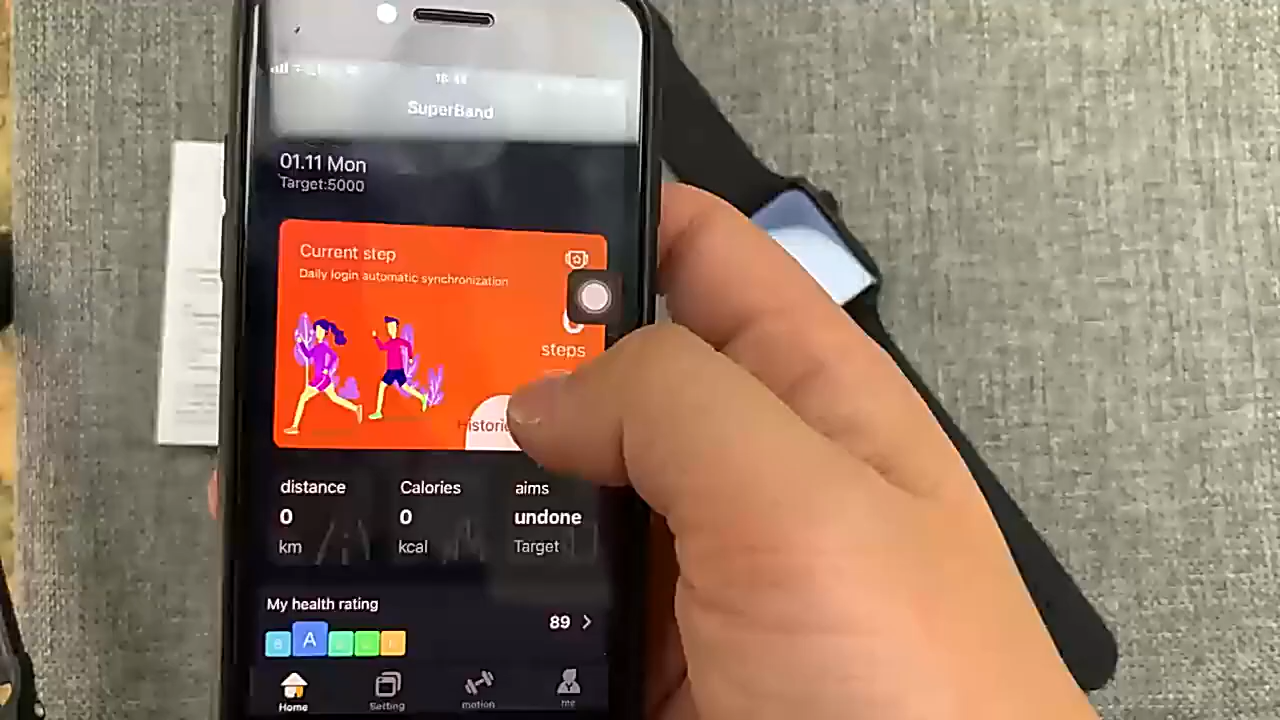 SuperBand
01.11 Mon
Target:5000
Current step
Daily login automatic synchronization
steps
distance
Calories
aims
0
0
undone
km
kcal
Target
My health rating
89
A
Home
Setting
motion
me